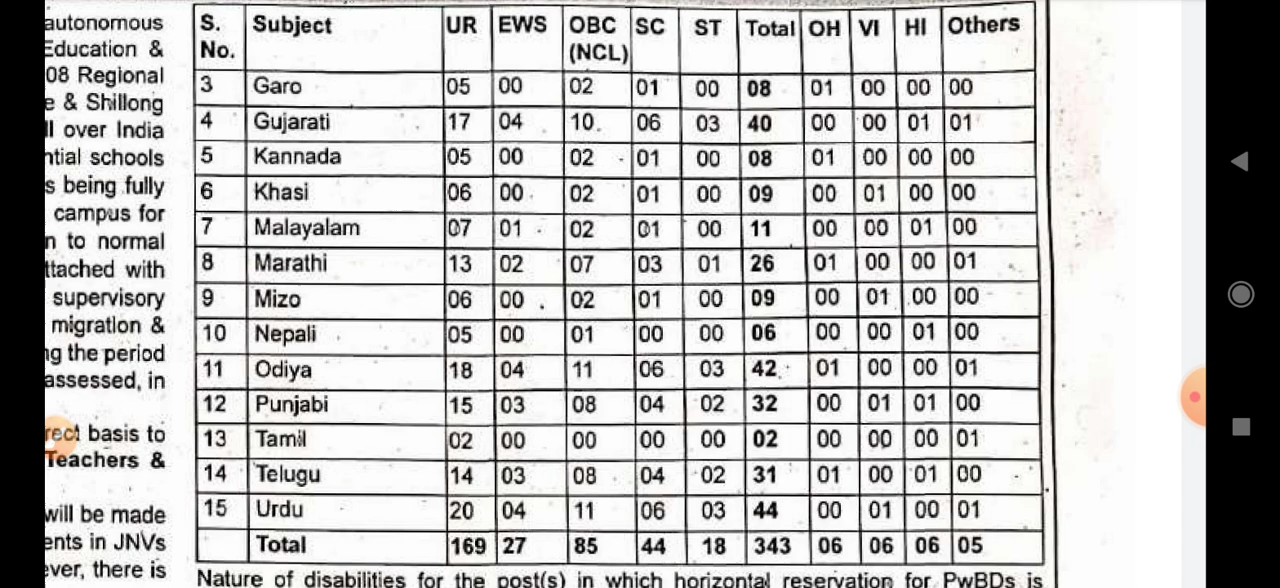 autonomous
Education &
08 Regional
e & Shillong
ll over India
ntial schools
s being fully
campus for
n to normal
ttached with
supervisory
migration &
ng the period
assessed, in
rect basis to
Teachers &
will be made
ents in JNVs
ever, there is
S. No. Subject UR EWS OBC (NCL) SC ST Total OH VI HI Others
3 Garo 05 00 02 01 00 08 01 00 00 00
4 Gujarati 17 04 10 06 03 40 00 00 01 01
5 Kannada 05 00 02 01 00 08 01 00 00 00
6 Khasi 06 00 02 01 00 09 00 01 00 00
7 Malayalam 07 01 02 01 00 11 00 00 01 00
8 Marathi 13 02 07 03 01 26 01 00 00 01
9 Mizo 06 00 02 01 00 09 00 01 00 00
10 Nepali 05 00 01 00 00 06 00 00 01 00
11 Odiya 18 04 11 06 03 42 01 00 00 01
12 Punjabi 15 03 08 04 02 32 00 01 01 00
13 Tamil 02 00 00 00 00 02 00 00 00 01
14 Telugu 14 03 08 04 02 31 01 00 01 00
15 Urdu 20 04 11 06 03 44 00 01 00 01
Total 169 27 85 44 18 343 06 06 06 05
Nature of disabilities for the post(s) in which horizontal reservation for PwBDs is